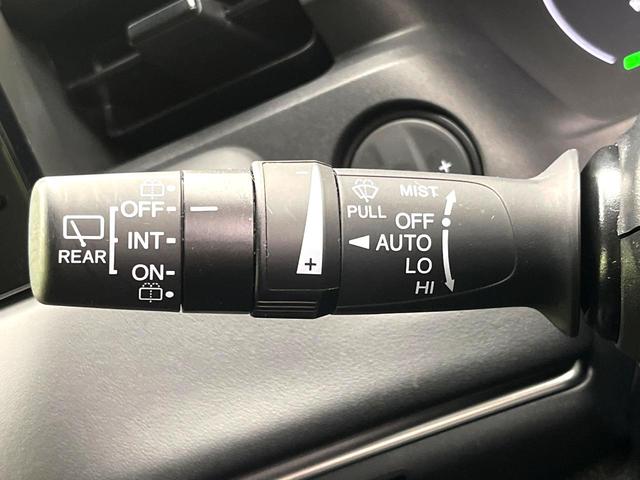 OFF
INT
ON
REAR
-
+
MIST
PULL
OFF
AUTO
LO
HI
+